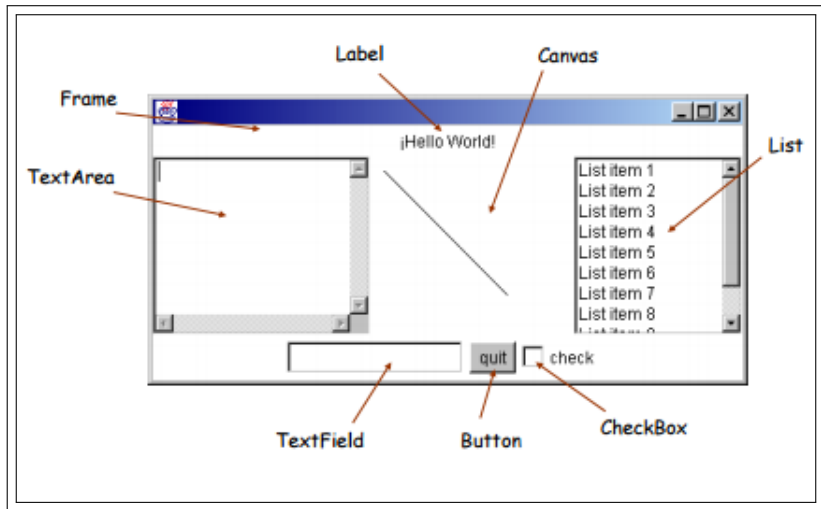 Label
Canvas
Frame
¡Hello World!
List
TextArea
List item 1
List item 2
List item 3
List item 4
List item 5
List item 6
List item 7
List item 8
quit
check
TextField
Button
CheckBox